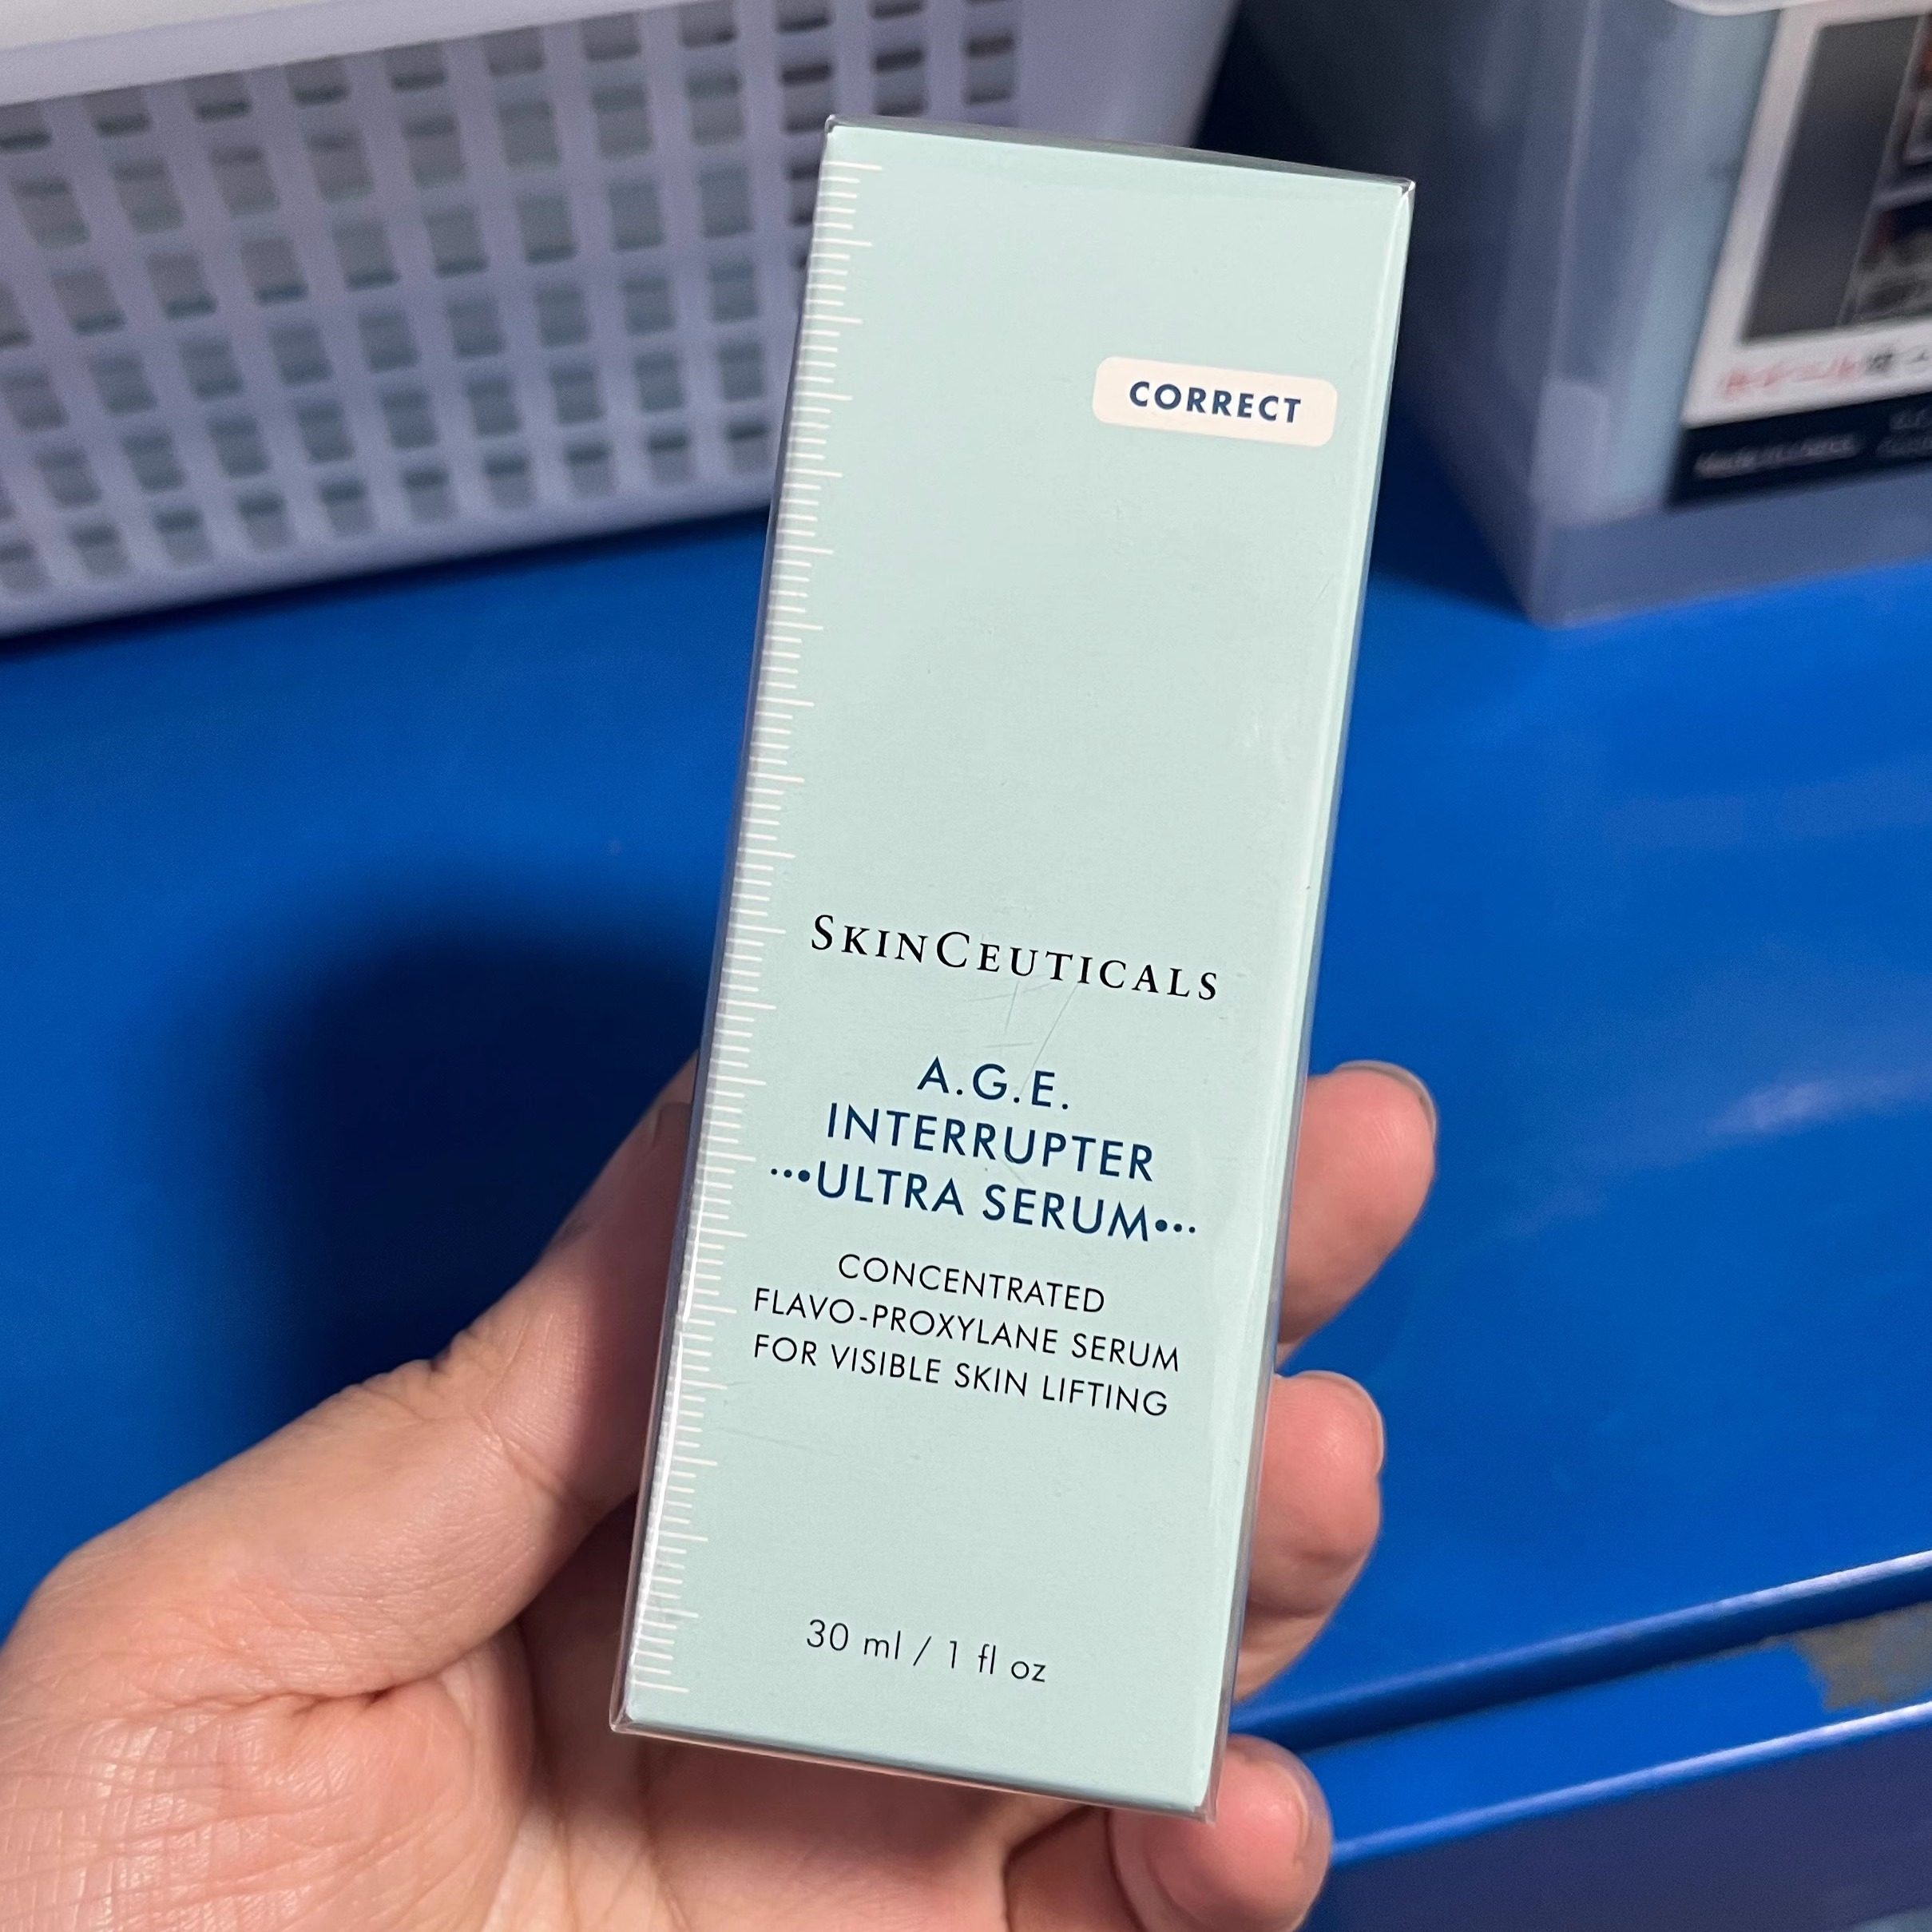 CORRECT
SKINCEUTICALS
A.G.E.
INTERRUPTER
···•ULTRA SERUM•···
CONCENTRATED
FLAVO-PROXYLANE SERUM
FOR VISIBLE SKIN LIFTING
30 ml / 1 fl oz